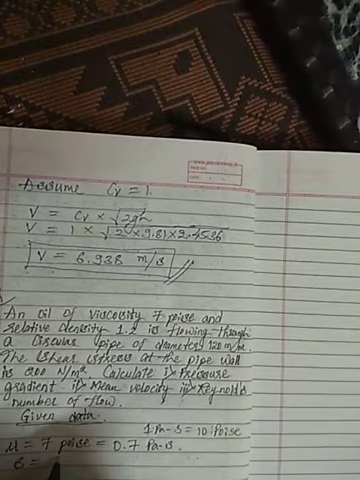 Assume Cv = 1.
V = Cv × √2gh
V = 1 × √2×9.81×2.4536
V = 6.938 m/s
An oil of viscosity 7 poise and
relative density 1.2 is flowing through
a circular pipe of diameter 120 m/m.
The Shear stress at the pipe wall
is 300 N/m² Calculate i> Pressure
gradient ii> Mean velocity iii> Reynold's
number of flow.
Given data.
1 Pa-s = 10 Poise
μ = 7 poise = 0.7 Pa-s.
S =